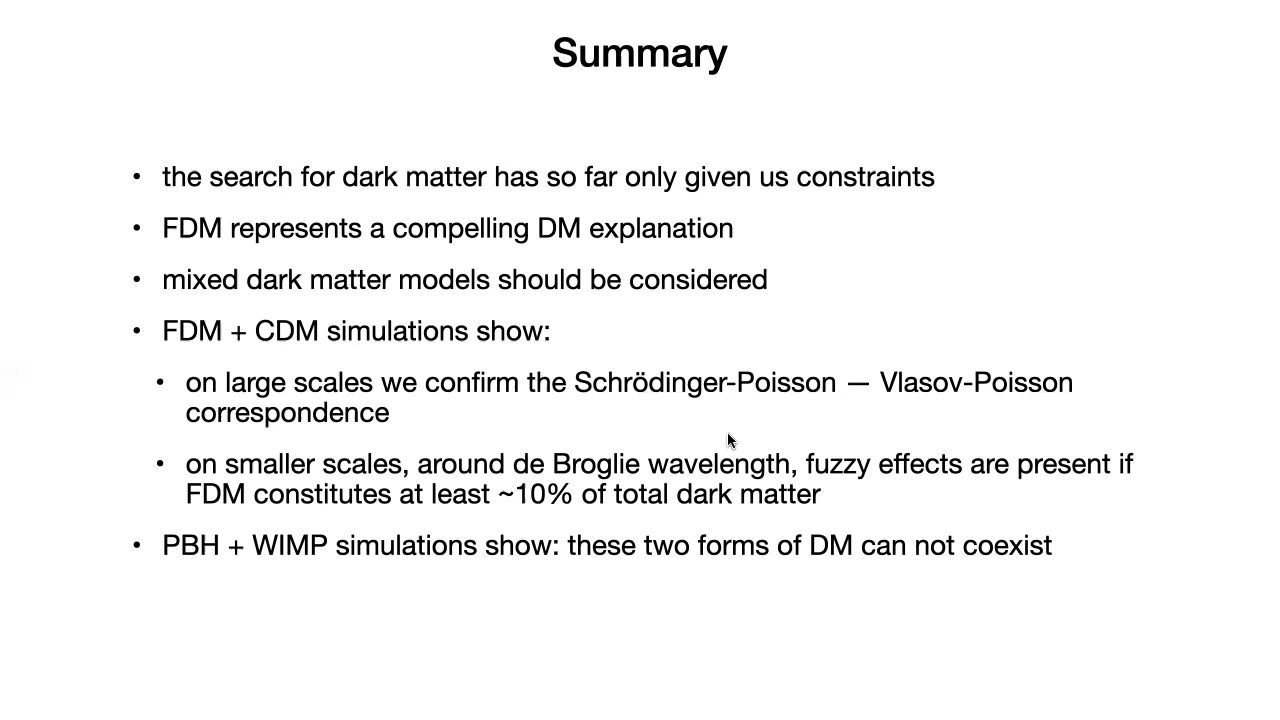 Summary
• the search for dark matter has so far only given us constraints
• FDM represents a compelling DM explanation
• mixed dark matter models should be considered
• FDM + CDM simulations show:
• on large scales we confirm the Schrödinger-Poisson — Vlasov-Poisson
correspondence
• on smaller scales, around de Broglie wavelength, fuzzy effects are present if
FDM constitutes at least ~10% of total dark matter
• PBH + WIMP simulations show: these two forms of DM can not coexist